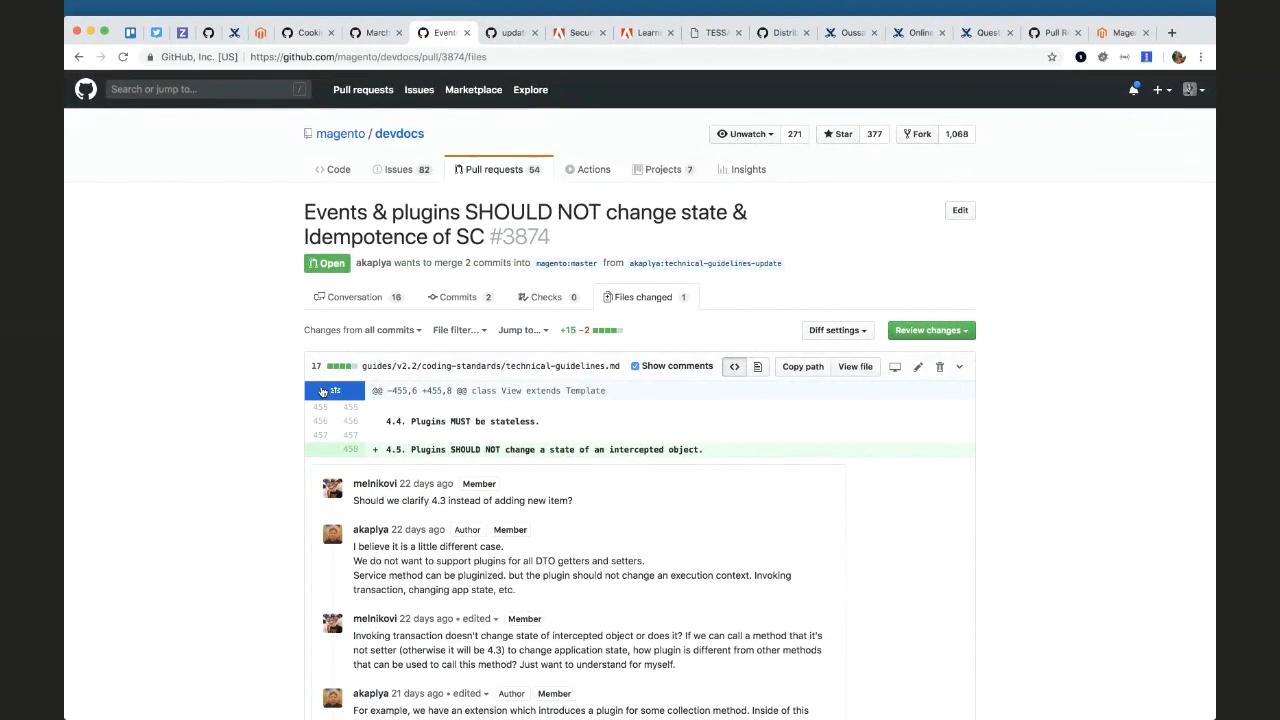 Cookie
March
Event
update
Secur
Learn
TESSA
Distrib
Oussa
Online
Quest
Pull R
Magen
GitHub, Inc. [US] https://github.com/magento/devdocs/pull/3874/files
Search or jump to... /
Pull requests Issues Marketplace Explore
magento / devdocs
Unwatch 271 Star 377 Fork 1,068
Code Issues 82 Pull requests 54 Actions Projects 7 Insights
Events & plugins SHOULD NOT change state &
Idempotence of SC #3874
Edit
Open akaplya wants to merge 2 commits into magento:master from akaplya:technical-guidelines-update
Conversation 16 Commits 2 Checks 0 Files changed 1
Changes from all commits File filter... Jump to... +15 −2 Diff settings Review changes
17 guides/v2.2/coding-standards/technical-guidelines.md Show comments <> Copy path View file
@@ -455,6 +455,8 @@ class View extends Template
455 455
456 456 4.4. Plugins MUST be stateless.
457 457
458 + 4.5. Plugins SHOULD NOT change a state of an intercepted object.
melnikovi 22 days ago Member
Should we clarify 4.3 instead of adding new item?
akaplya 22 days ago Author Member
I believe it is a little different case.
We do not want to support plugins for all DTO getters and setters.
Service method can be pluginized. but the plugin should not change an execution context. Invoking
transaction, changing app state, etc.
melnikovi 22 days ago • edited Member
Invoking transaction doesn't change state of intercepted object or does it? If we can call a method that it's
not setter (otherwise it will be 4.3) to change application state, how plugin is different from other methods
that can be used to call this method? Just want to understand for myself.
akaplya 21 days ago • edited Author Member
For example, we have an extension which introduces a plugin for some collection method. Inside of this